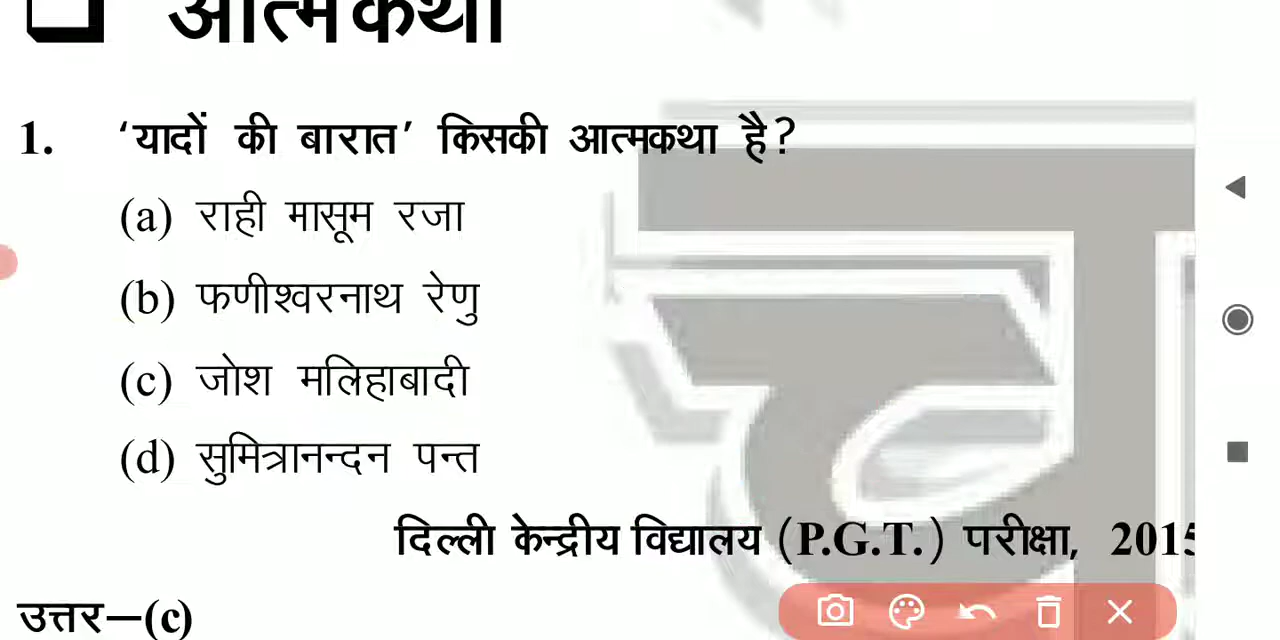 आत्मकथा
1. ‘यादों की बारात’ किसकी आत्मकथा है?
(a) राही मासूम रजा
(b) फणीश्वरनाथ रेणु
(c) जोश मलिहाबादी
(d) सुमित्रानन्दन पन्त
दिल्ली केन्द्रीय विद्यालय (P.G.T.) परीक्षा, 2015
उत्तर–(c)